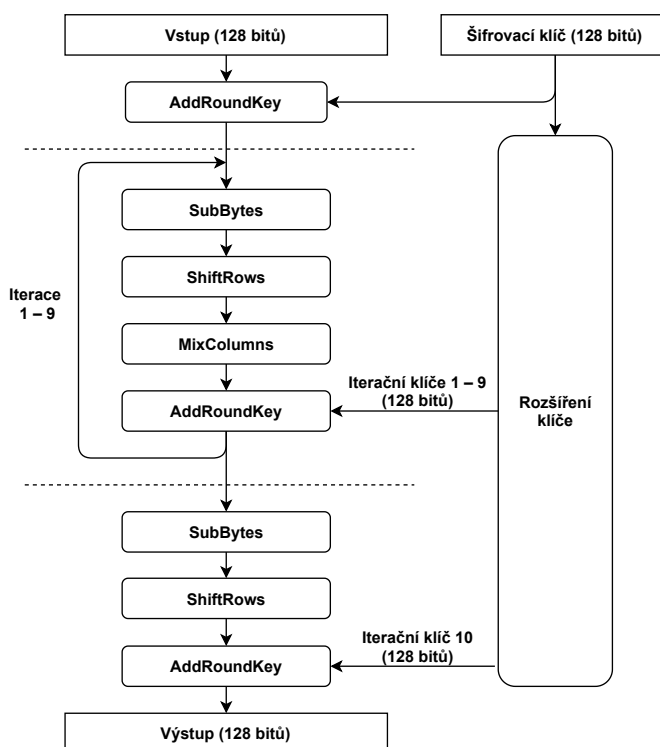 Vstup (128 bitů)
Šifrovací klíč (128 bitů)
AddRoundKey
SubBytes
ShiftRows
Iterace
1 – 9
MixColumns
Iterační klíče 1 – 9
(128 bitů)
AddRoundKey
Rozšíření
klíče
SubBytes
ShiftRows
Iterační klíč 10
(128 bitů)
AddRoundKey
Výstup (128 bitů)